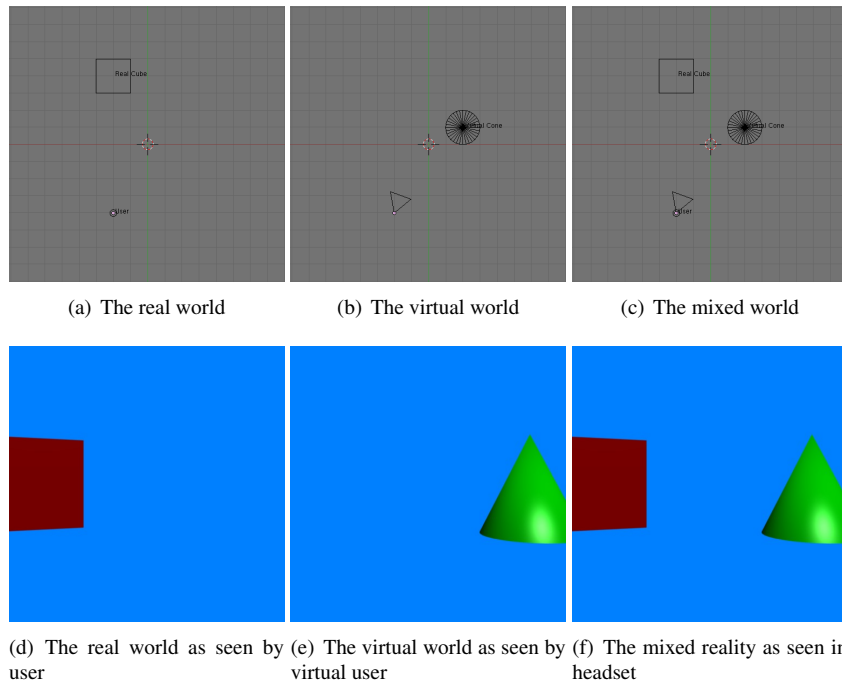 Real Cube
User
Virtual Cone
Real Cube
Virtual Cone
User
(a) The real world
(b) The virtual world
(c) The mixed world
(d) The real world as seen by
user
(e) The virtual world as seen by
virtual user
(f) The mixed reality as seen in
headset